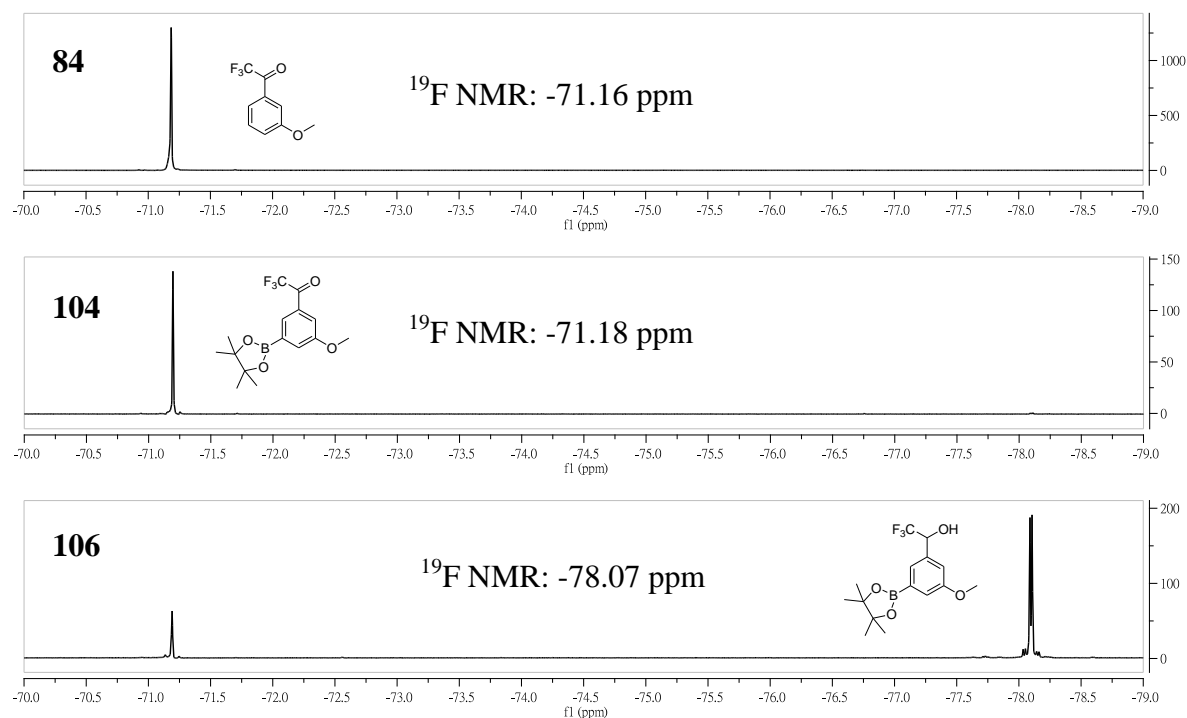 84
F₃C O
O
¹⁹F NMR: -71.16 ppm
1000
500
0
-70.0 -70.5 -71.0 -71.5 -72.0 -72.5 -73.0 -73.5 -74.0 -74.5 -75.0 -75.5 -76.0 -76.5 -77.0 -77.5 -78.0 -78.5 -79.0
f1 (ppm)
104
F₃C O
O
B
O
O
¹⁹F NMR: -71.18 ppm
150
100
50
0
-70.0 -70.5 -71.0 -71.5 -72.0 -72.5 -73.0 -73.5 -74.0 -74.5 -75.0 -75.5 -76.0 -76.5 -77.0 -77.5 -78.0 -78.5 -79.0
f1 (ppm)
106
¹⁹F NMR: -78.07 ppm
F₃C OH
O
B
O
O
200
100
0
-70.0 -70.5 -71.0 -71.5 -72.0 -72.5 -73.0 -73.5 -74.0 -74.5 -75.0 -75.5 -76.0 -76.5 -77.0 -77.5 -78.0 -78.5 -79.0
f1 (ppm)